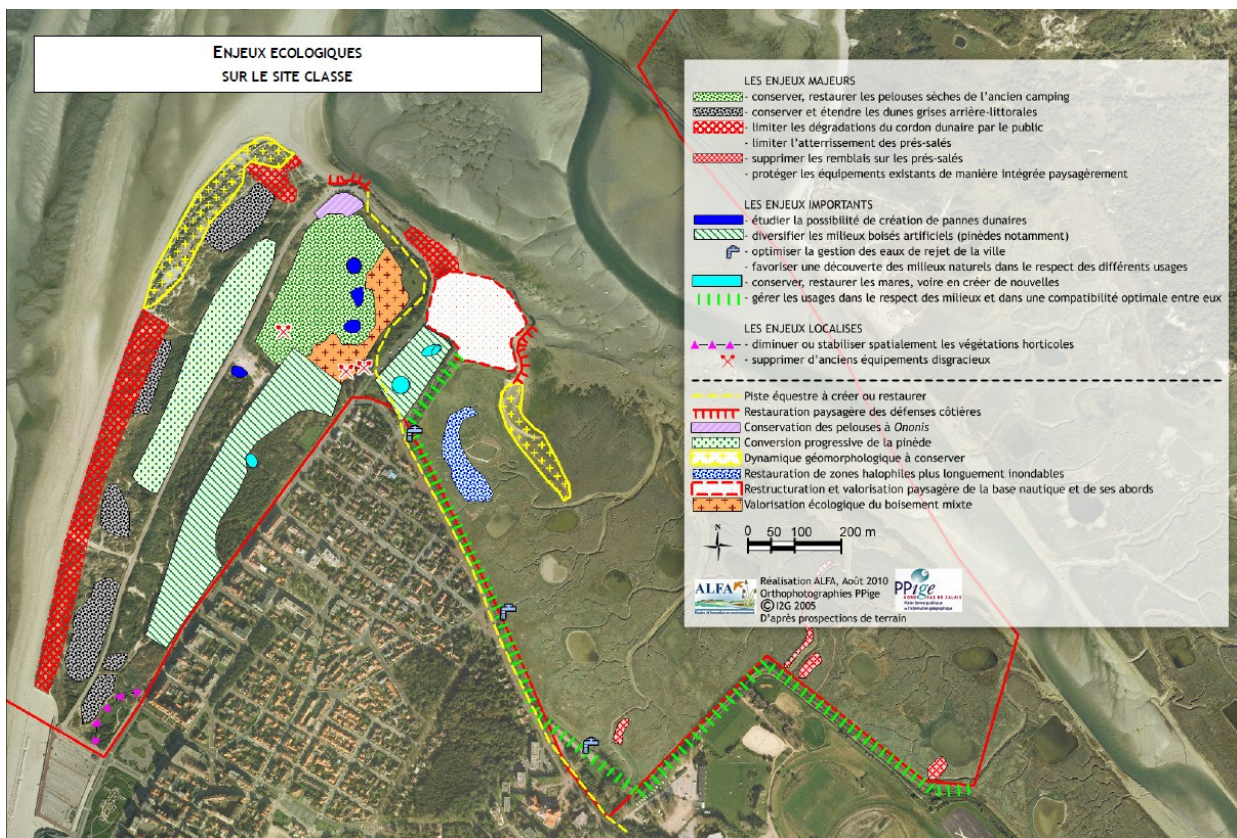 ENJEUX ECOLOGIQUES
SUR LE SITE CLASSE
LES ENJEUX MAJEURS
- conserver, restaurer les pelouses sèches de l'ancien camping
- conserver et étendre les dunes grises arrière-littorales
- limiter les dégradations du cordon dunaire par le public
- limiter l'atterrissement des prés-salés
- supprimer les remblais sur les prés-salés
- protéger les équipements existants de manière intégrée paysagèrement
LES ENJEUX IMPORTANTS
- étudier la possibilité de création de pannes dunaires
- diversifier les milieux boisés artificiels (pinèdes notamment)
- optimiser la gestion des eaux de rejet de la ville
- favoriser une découverte des milieux naturels dans le respect des différents usages
- conserver, restaurer les mares, voire en créer de nouvelles
- gérer les usages dans le respect des milieux et dans une compatibilité optimale entre eux
LES ENJEUX LOCALISES
- diminuer ou stabiliser spatialement les végétations horticoles
- supprimer d'anciens équipements disgracieux
Piste équestre à créer ou restaurer
Restauration paysagère des défenses côtières
Conservation des pelouses à Ononis
Conversion progressive de la pinède
Dynamique géomorphologique à conserver
Restauration de zones halophiles plus longuement inondables
Restructuration et valorisation paysagère de la base nautique et de ses abords
Valorisation écologique du boisement mixte
N
0 50 100 200 m
ALFA
Réalisation ALFA, Août 2010
Orthophotographies PPige
© I2G 2005
D'après prospections de terrain
PPige